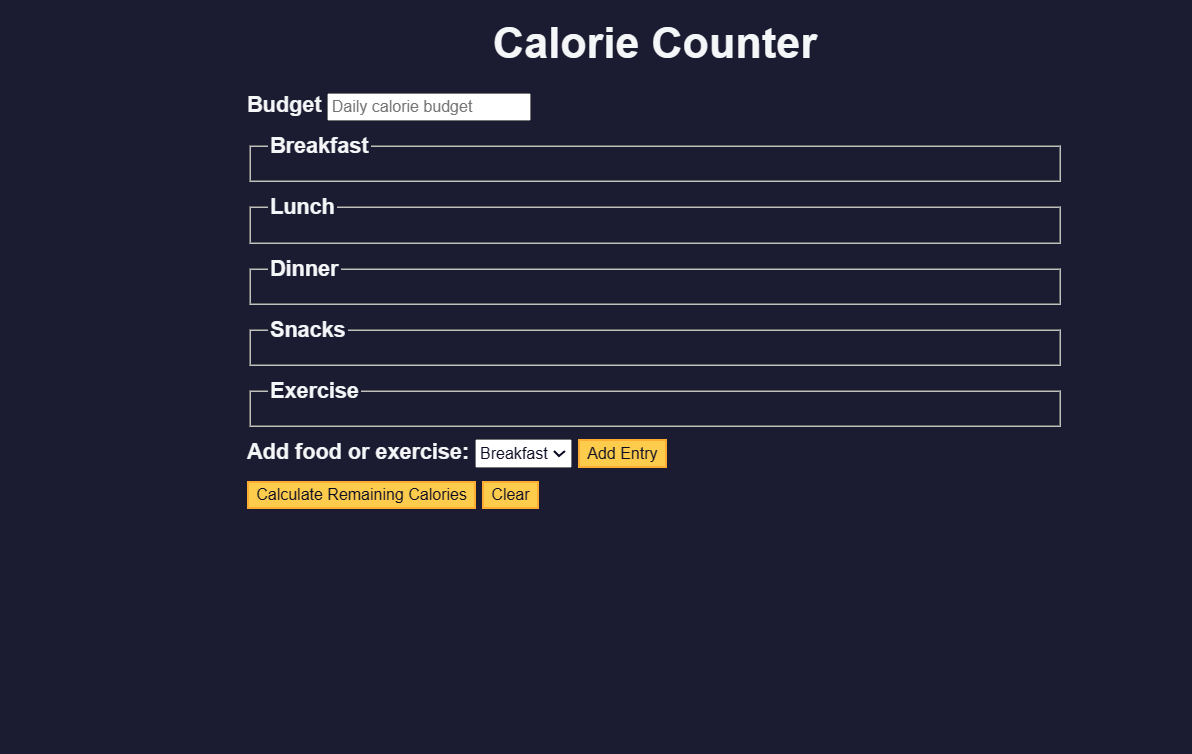 Calorie Counter
Budget Daily calorie budget
Breakfast
Lunch
Dinner
Snacks
Exercise
Add food or exercise: Breakfast Add Entry
Calculate Remaining Calories Clear